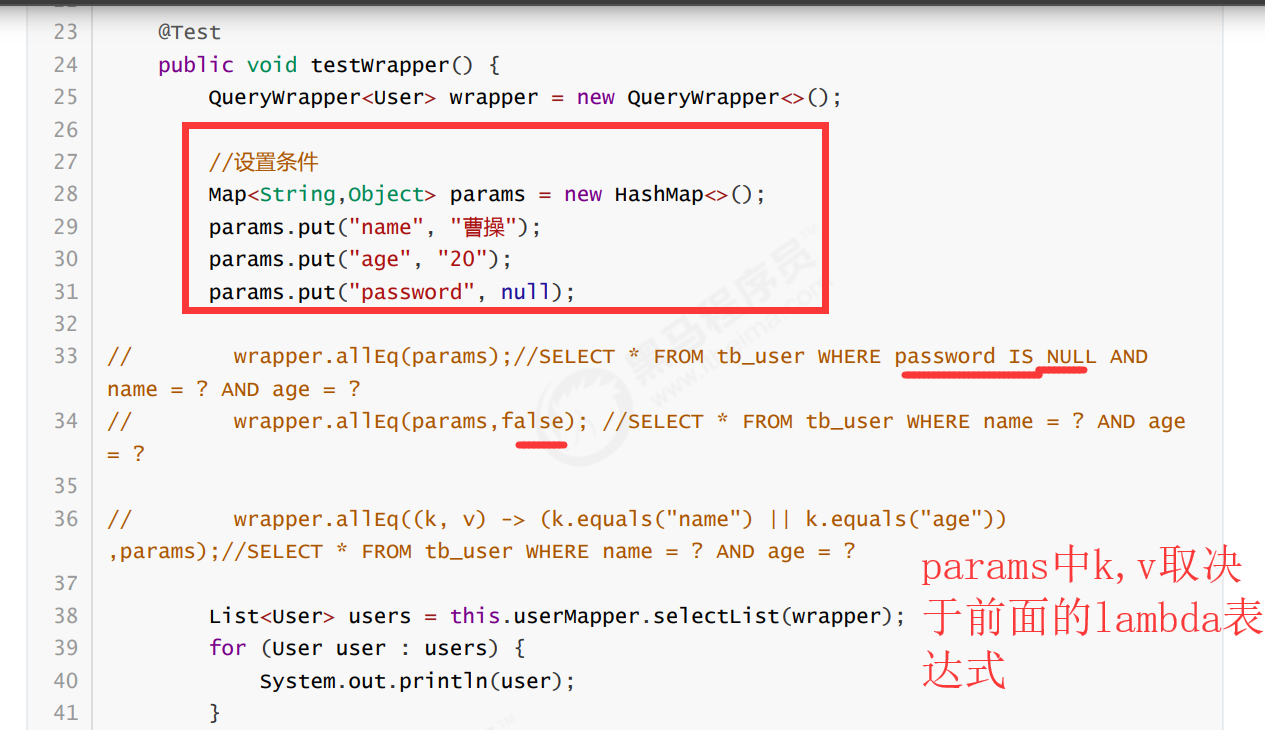 23 @Test
24 public void testWrapper() {
25 QueryWrapper<User> wrapper = new QueryWrapper<>();
26
27 //设置条件
28 Map<String,Object> params = new HashMap<>();
29 params.put("name", "曹操");
30 params.put("age", "20");
31 params.put("password", null);
32
33 // wrapper.allEq(params);//SELECT * FROM tb_user WHERE password IS NULL AND
name = ? AND age = ?
34 // wrapper.allEq(params,false); //SELECT * FROM tb_user WHERE name = ? AND age
= ?
35
36 // wrapper.allEq((k, v) -> (k.equals("name") || k.equals("age"))
,params);//SELECT * FROM tb_user WHERE name = ? AND age = ?
37
38 List<User> users = this.userMapper.selectList(wrapper);
39 for (User user : users) {
40 System.out.println(user);
41 }
params中k,v取决
于前面的lambda表
达式
黑马程序员
www.itheima.com